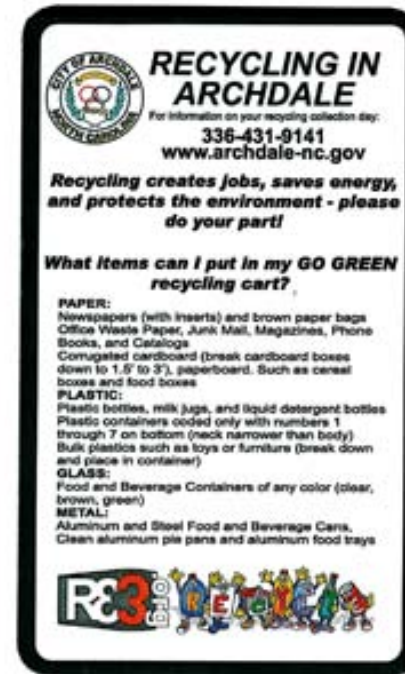 CITY OF ARCHDALE
NORTH CAROLINA
RECYCLING IN
ARCHDALE
For information on your recycling collection day:
336-431-9141
www.archdale-nc.gov
Recycling creates jobs, saves energy,
and protects the environment - please
do your part!
What items can I put in my GO GREEN
recycling cart?
PAPER:
Newspapers (with inserts) and brown paper bags
Office Waste Paper, Junk Mail, Magazines, Phone
Books, and Catalogs
Corrugated cardboard (break cardboard boxes
down to 1.5' to 3'), paperboard. Such as cereal
boxes and food boxes
PLASTIC:
Plastic bottles, milk jugs, and liquid detergent bottles
Plastic containers coded only with numbers 1
through 7 on bottom (neck narrower than body)
Bulk plastics such as toys or furniture (break down
and place in container)
GLASS:
Food and Beverage Containers of any color (clear,
brown, green)
METAL:
Aluminum and Steel Food and Beverage Cans,
Clean aluminum pie pans and aluminum food trays
RE3.org